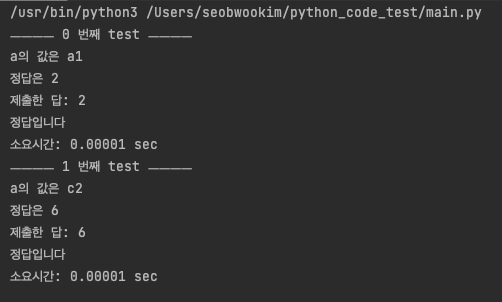 /usr/bin/python3 /Users/seobwookim/python_code_test/main.py
————— 0 번째 test —————
a의 값은 a1
정답은 2
제출한 답: 2
정답입니다
소요시간: 0.00001 sec
————— 1 번째 test —————
a의 값은 c2
정답은 6
제출한 답: 6
정답입니다
소요시간: 0.00001 sec